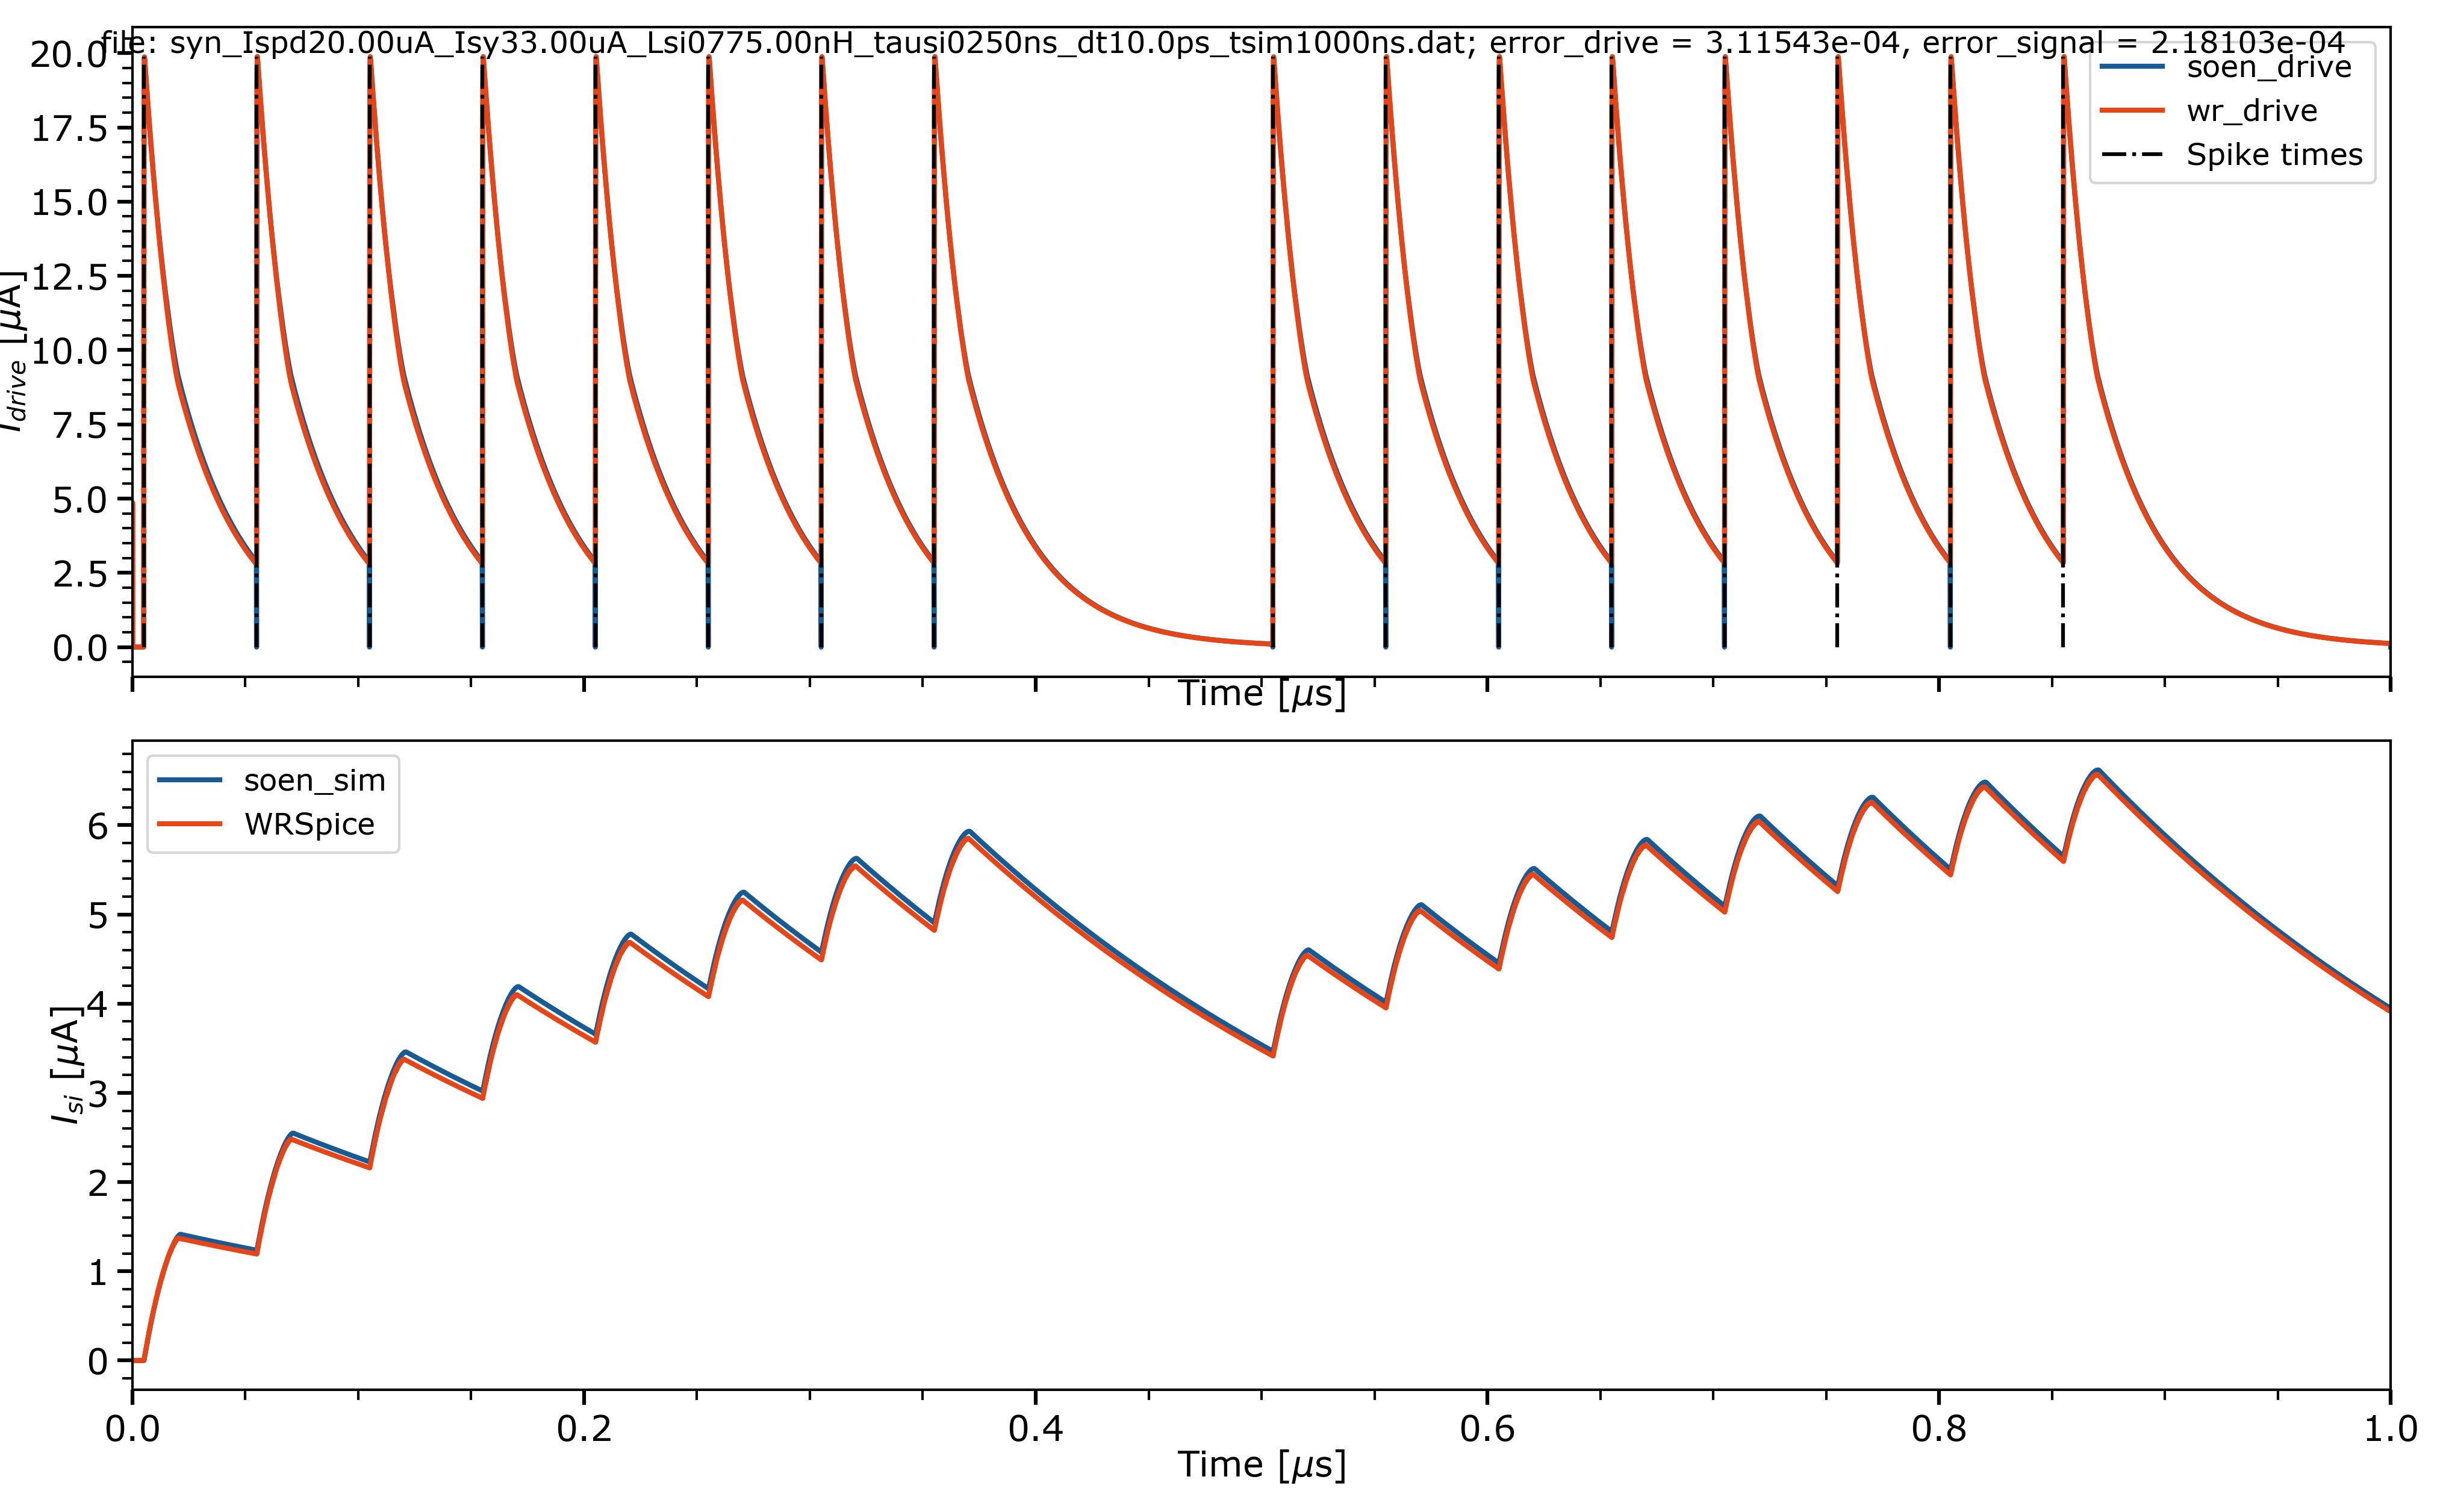 file: syn_Ispd20.00uA_Isy33.00uA_Lsi0775.00nH_tausi0250ns_dt10.0ps_tsim1000ns.dat; error_drive = 3.11543e-04, error_signal = 2.18103e-04
soen_drive
wr_drive
Spike times
20.0
17.5
15.0
12.5
10.0
7.5
5.0
2.5
0.0
I_drive [μA]
Time [μs]
soen_sim
WRSpice
6
5
4
3
2
1
0
I_si [μA]
0.0 0.2 0.4 0.6 0.8 1.0
Time [μs]